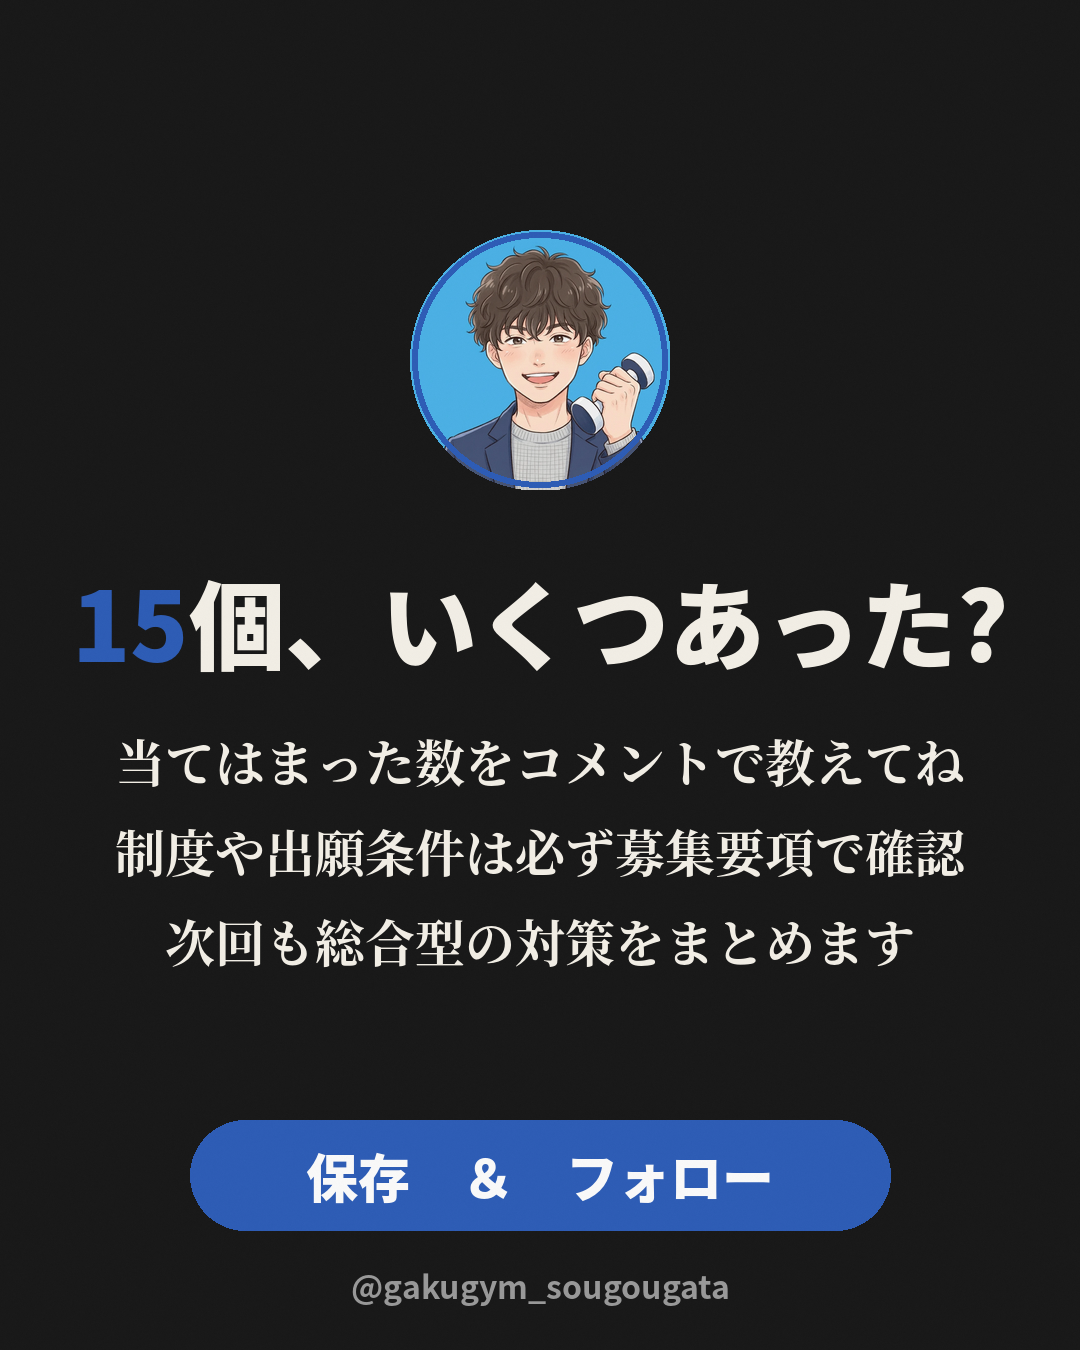 15個、いくつあった?
当てはまった数をコメントで教えてね
制度や出願条件は必ず募集要項で確認
次回も総合型の対策をまとめます
保存 & フォロー
@gakugym_sougougata